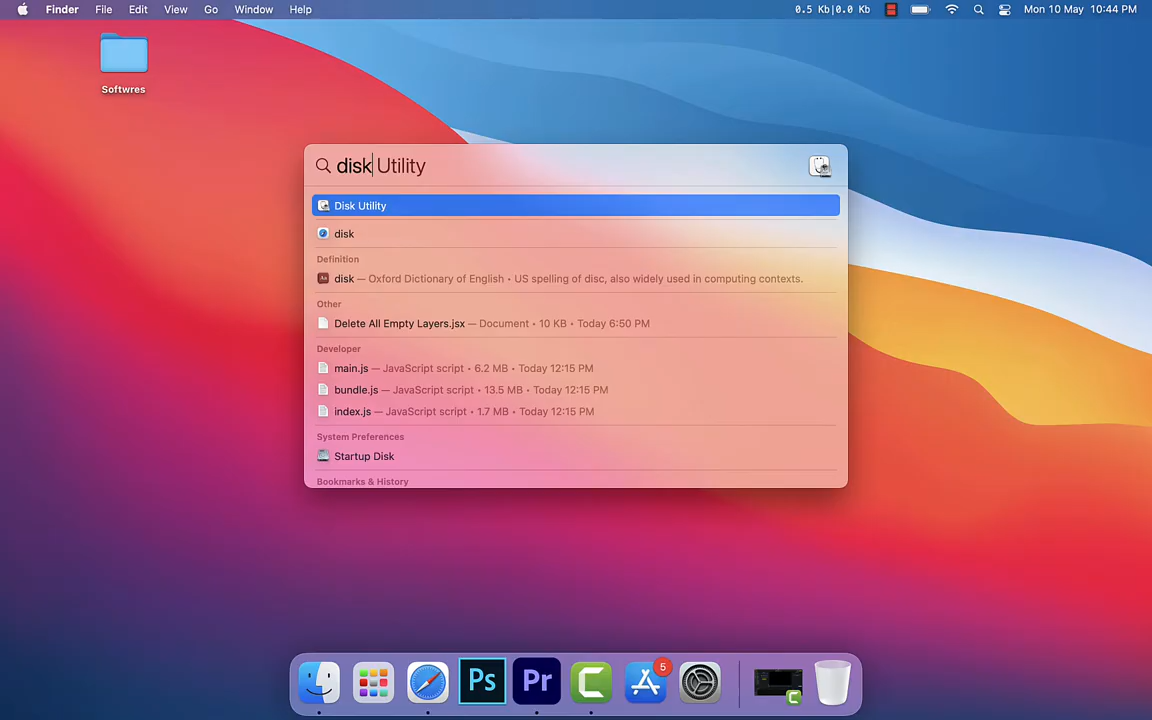 Finder File Edit View Go Window Help 0.5 Kb|0.0 Kb Mon 10 May 10:44 PM
Softwres
disk Utility
Disk Utility
disk
Definition
disk — Oxford Dictionary of English • US spelling of disc, also widely used in computing contexts.
Other
Delete All Empty Layers.jsx — Document • 10 KB • Today 6:50 PM
Developer
main.js — JavaScript script • 6.2 MB • Today 12:15 PM
bundle.js — JavaScript script • 13.5 MB • Today 12:15 PM
index.js — JavaScript script • 1.7 MB • Today 12:15 PM
System Preferences
Startup Disk
Bookmarks & History
Ps Pr C 5